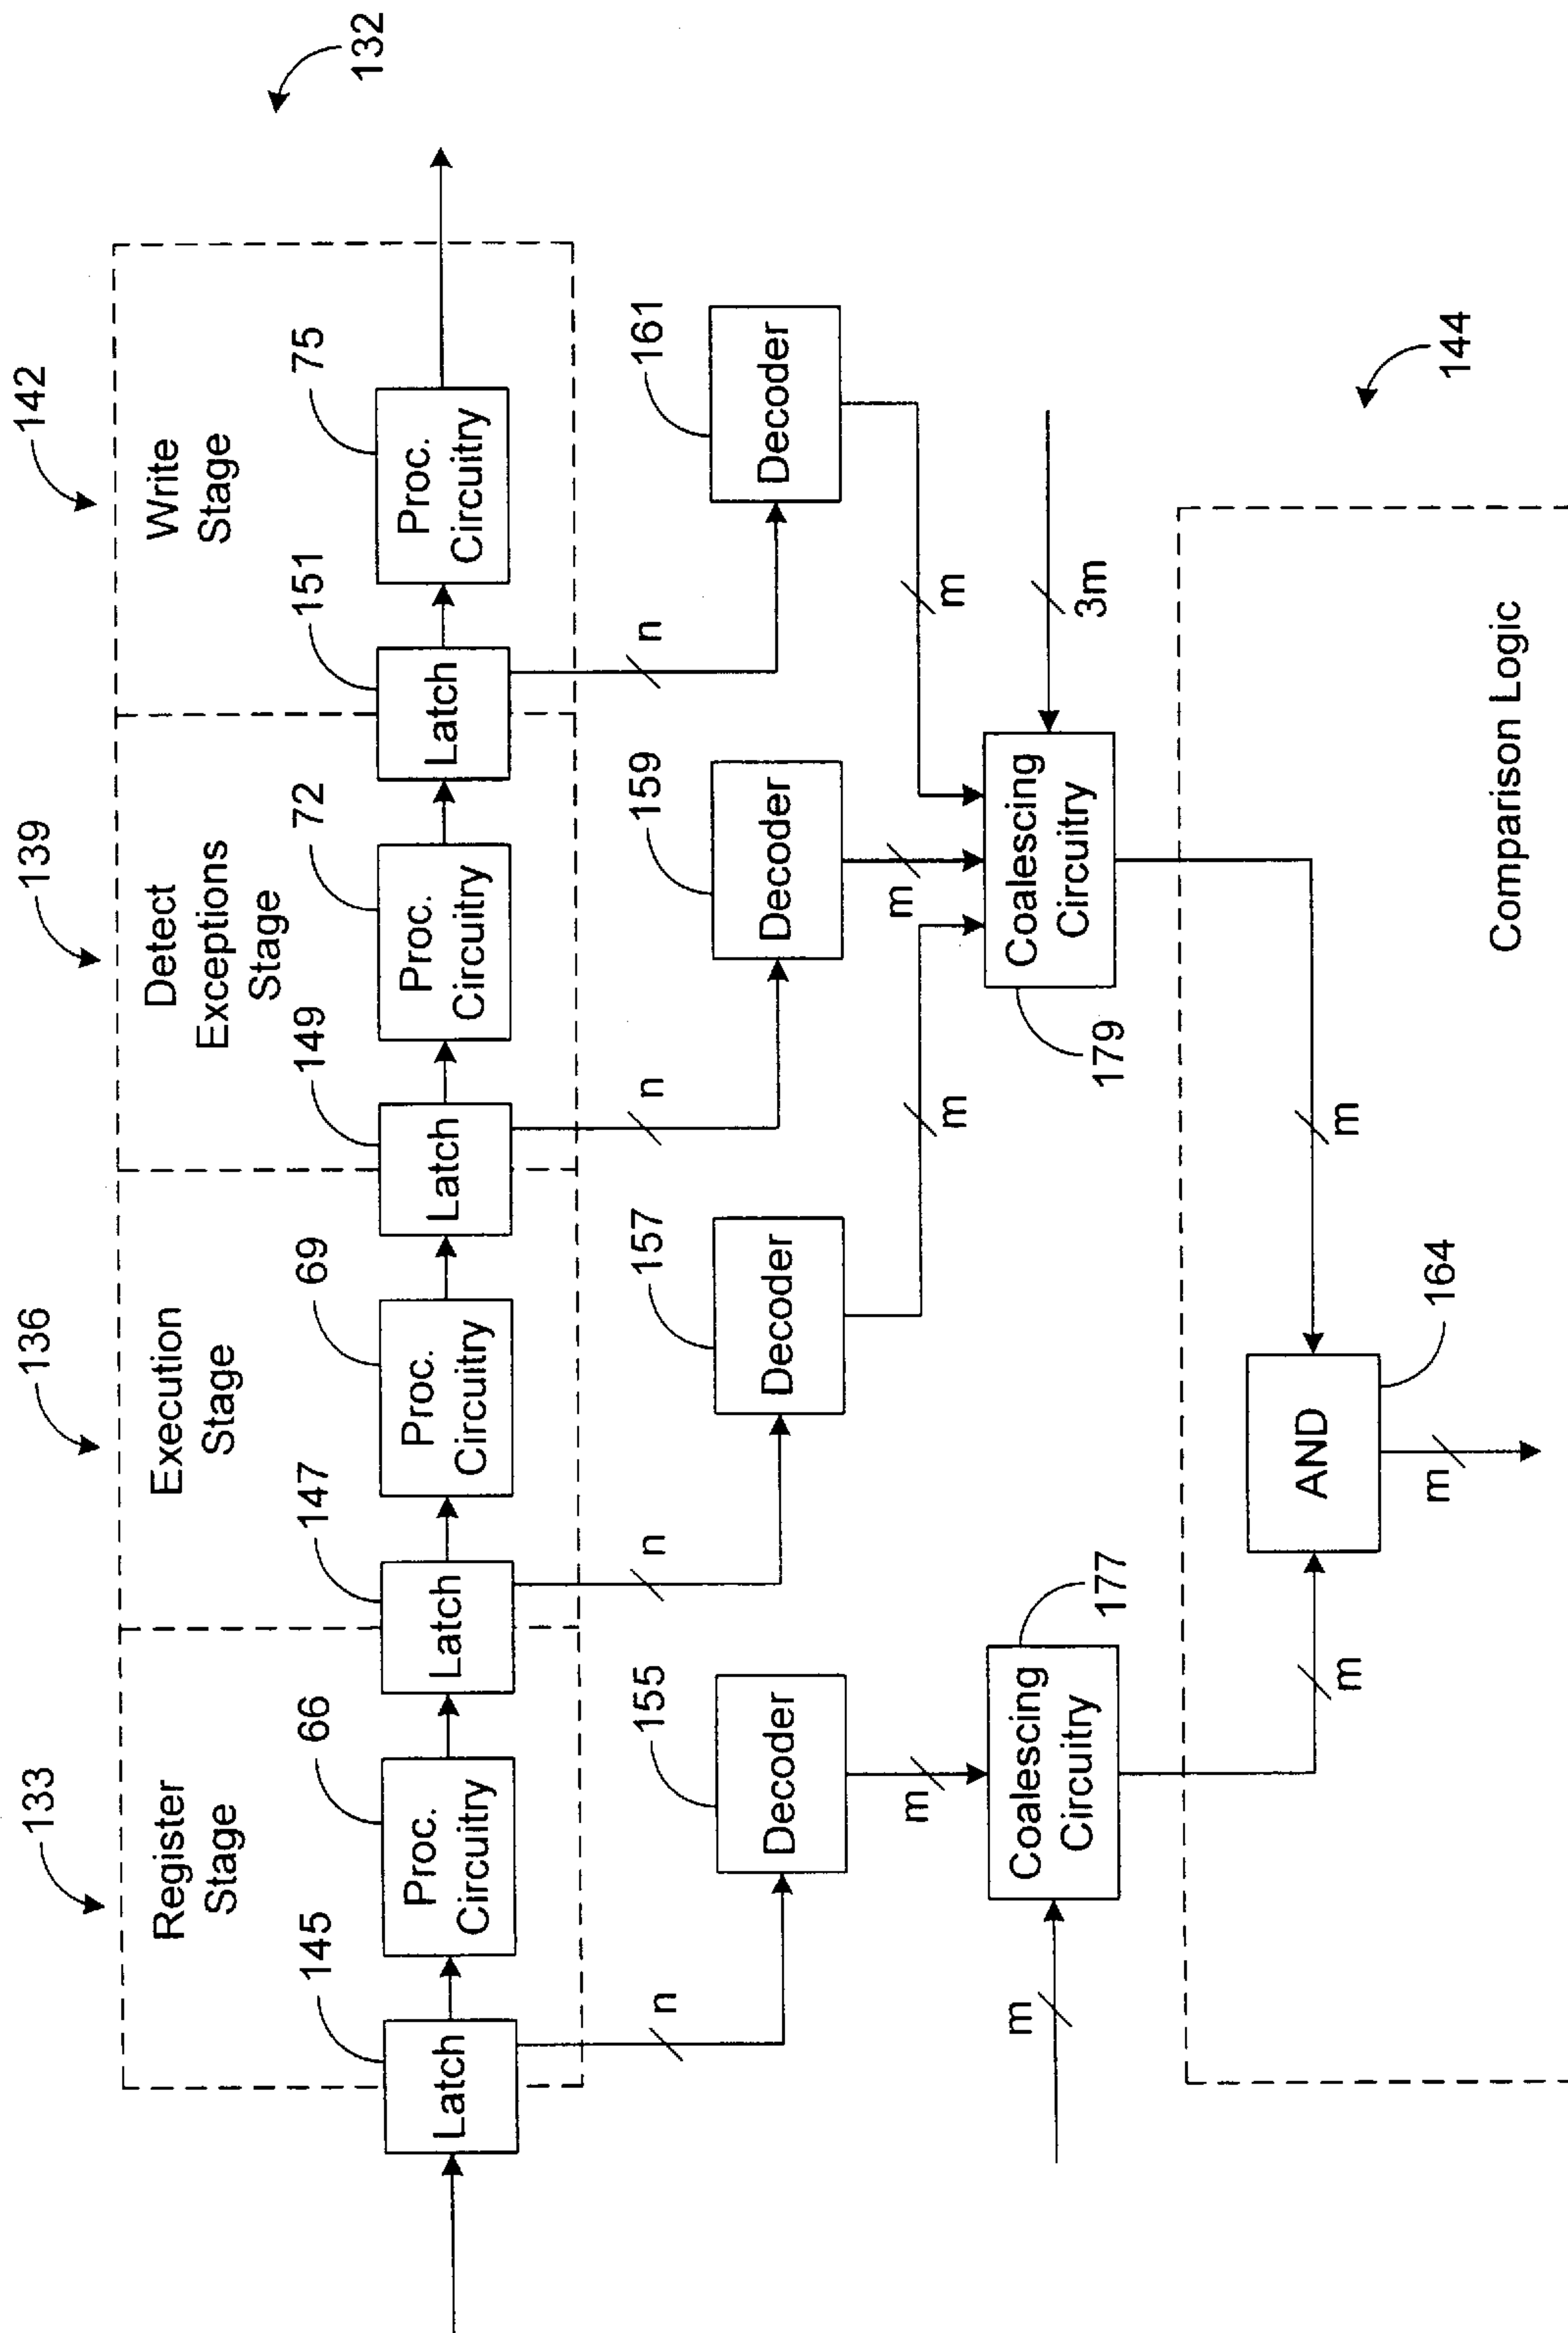 132
133
136
139
142
Register
Stage
Execution
Stage
Detect
Exceptions
Stage
Write
Stage
145
66
147
69
149
72
151
75
Latch
Proc.
Circuitry
Latch
Proc.
Circuitry
Latch
Proc.
Circuitry
Latch
Proc.
Circuitry
n
n
n
n
155
157
159
161
Decoder
Decoder
Decoder
Decoder
m
m
m
m
m
3m
Coalescing
Circuitry
177
Coalescing
Circuitry
179
144
m
m
AND
164
m
Comparison Logic